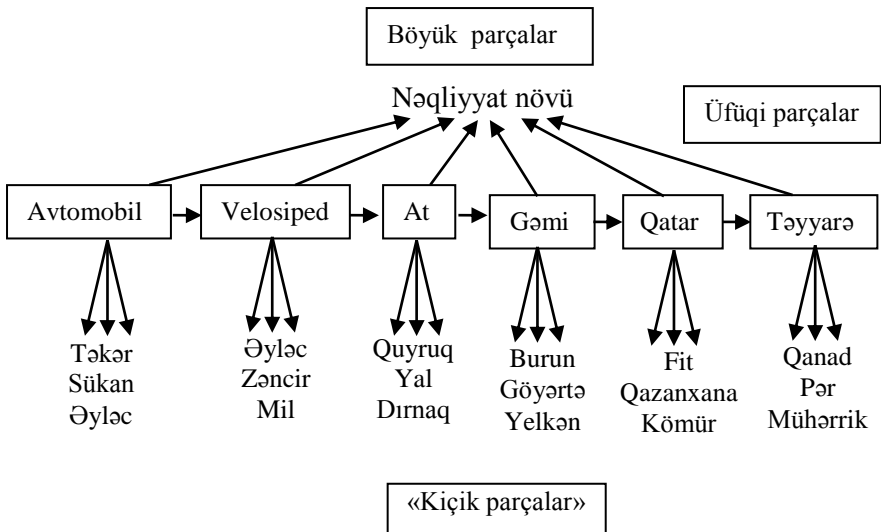 Böyük parçalar
Nəqliyyat növü
Üfüqi parçalar
Avtomobil
Velosiped
At
Gəmi
Qatar
Təyyarə
Təkər
Sükan
Əyləc
Əyləc
Zəncir
Mil
Quyruq
Yal
Dırnaq
Burun
Göyərtə
Yelkən
Fit
Qazanxana
Kömür
Qanad
Pər
Mühərrik
«Kiçik parçalar»